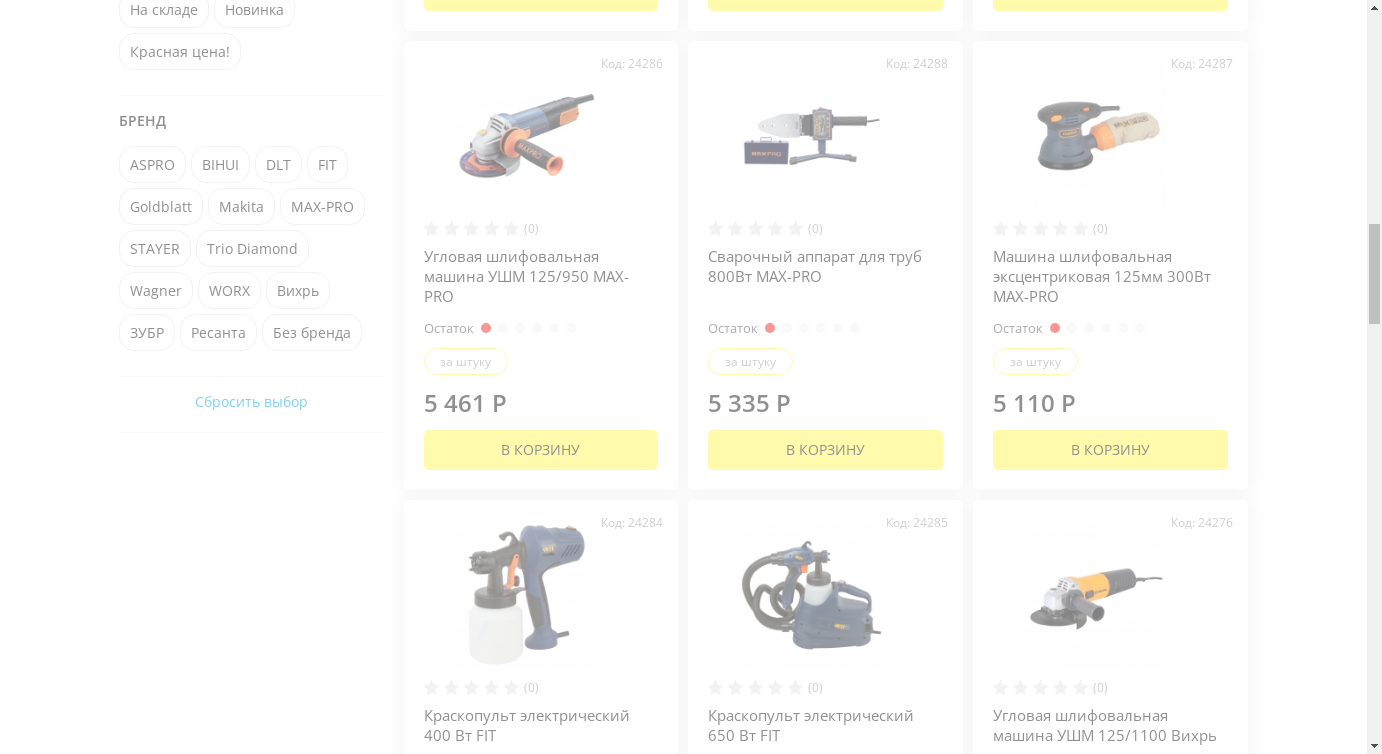 На складе
Новинка
Красная цена!
БРЕНД
ASPRO
BIHUI
DLT
FIT
Goldblatt
Makita
MAX-PRO
STAYER
Trio Diamond
Wagner
WORX
Вихрь
ЗУБР
Ресанта
Без бренда
Сбросить выбор
Код: 24286
(0)
Угловая шлифовальная
машина УШМ 125/950 MAX-
PRO
Остаток
за штуку
5 461 Р
В КОРЗИНУ
Код: 24288
MAXPRO
(0)
Сварочный аппарат для труб
800Вт MAX-PRO
Остаток
за штуку
5 335 Р
В КОРЗИНУ
Код: 24287
(0)
Машина шлифовальная
эксцентриковая 125мм 300Вт
MAX-PRO
Остаток
за штуку
5 110 Р
В КОРЗИНУ
Код: 24284
(0)
Краскопульт электрический
400 Вт FIT
Код: 24285
(0)
Краскопульт электрический
650 Вт FIT
Код: 24276
(0)
Угловая шлифовальная
машина УШМ 125/1100 Вихрь